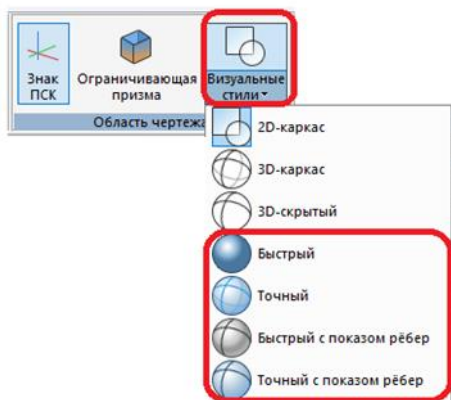 Знак
ПСК
Ограничивающая
призма
Визуальные
стили
Область чертежа
2D-каркас
3D-каркас
3D-скрытый
Быстрый
Точный
Быстрый с показом рёбер
Точный с показом рёбер